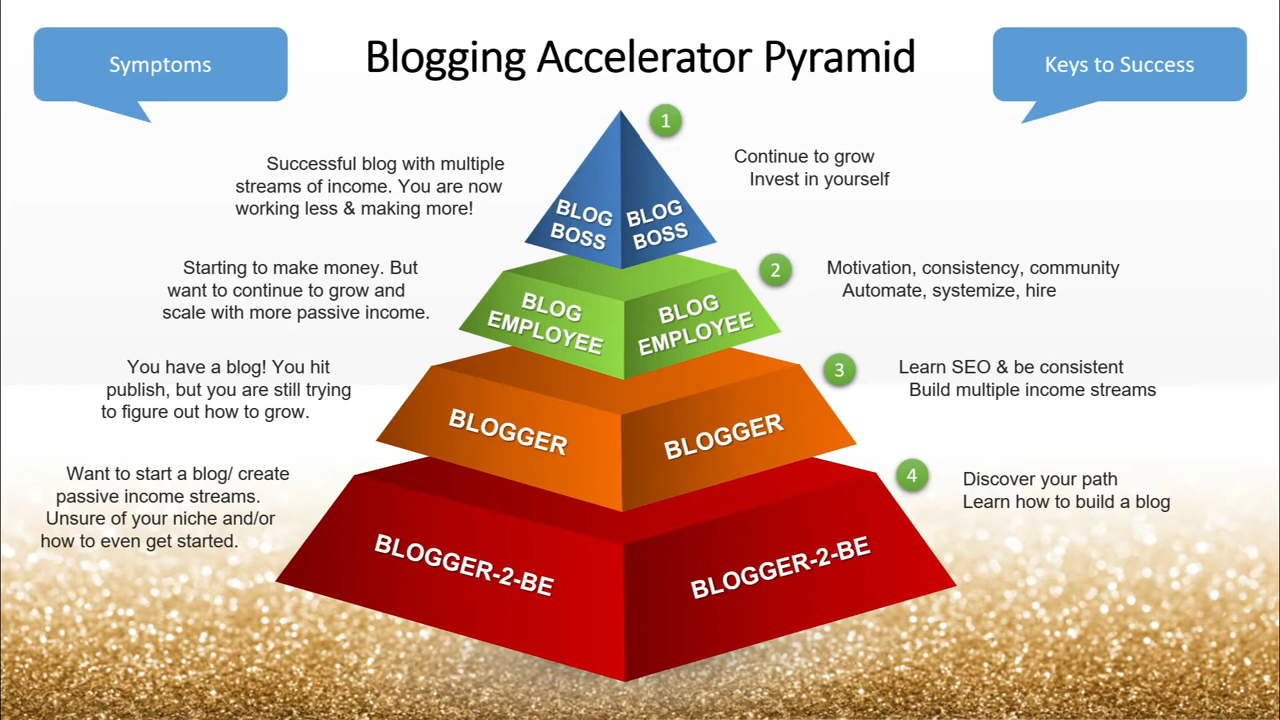 Symptoms
Blogging Accelerator Pyramid
Keys to Success
1
Successful blog with multiple
streams of income. You are now
working less & making more!
BLOG
BOSS
BLOG
BOSS
Continue to grow
Invest in yourself
2
Starting to make money. But
want to continue to grow and
scale with more passive income.
BLOG
EMPLOYEE
BLOG
EMPLOYEE
Motivation, consistency, community
Automate, systemize, hire
3
You have a blog! You hit
publish, but you are still trying
to figure out how to grow.
BLOGGER
BLOGGER
Learn SEO & be consistent
Build multiple income streams
4
Want to start a blog/ create
passive income streams.
Unsure of your niche and/or
how to even get started.
BLOGGER-2-BE
BLOGGER-2-BE
Discover your path
Learn how to build a blog